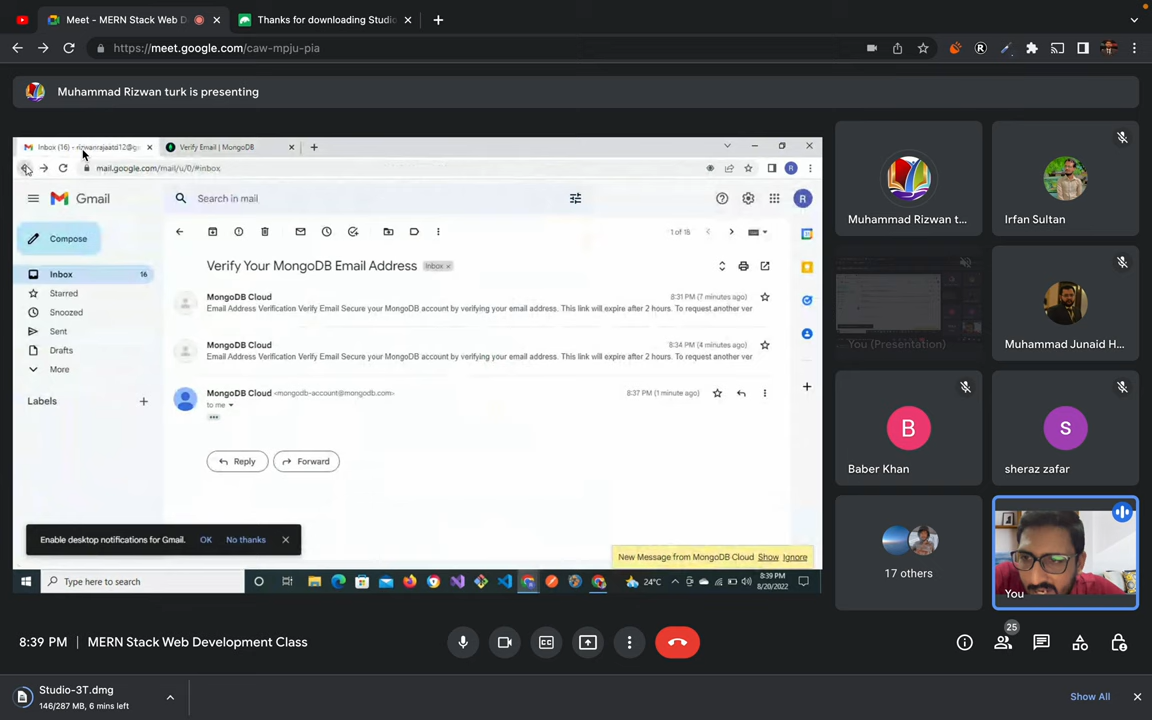 Meet - MERN Stack Web D
Thanks for downloading Studio
https://meet.google.com/caw-mpju-pia
Muhammad Rizwan turk is presenting
Inbox (16) - rizwanrajaatd12@g
Verify Email | MongoDB
mail.google.com/mail/u/0/#inbox
Gmail
Search in mail
R
Compose
1 of 18
Inbox 16
Starred
Snoozed
Sent
Drafts
More
Labels
Verify Your MongoDB Email Address
Inbox ×
MongoDB Cloud
8:31 PM (7 minutes ago)
Email Address Verification Verify Email Secure your MongoDB account by verifying your email address. This link will expire after 2 hours. To request another ver
MongoDB Cloud
8:34 PM (4 minutes ago)
Email Address Verification Verify Email Secure your MongoDB account by verifying your email address. This link will expire after 2 hours. To request another ver
MongoDB Cloud <mongodb-account@mongodb.com>
8:37 PM (1 minute ago)
to me
Reply
Forward
Enable desktop notifications for Gmail. OK No thanks
New Message from MongoDB Cloud Show Ignore
Type here to search
24°C
8:39 PM
8/20/2022
Muhammad Rizwan t...
Irfan Sultan
You (Presentation)
Muhammad Junaid H...
B
Baber Khan
s
sheraz zafar
17 others
You
8:39 PM | MERN Stack Web Development Class
25
Studio-3T.dmg
146/287 MB, 6 mins left
Show All